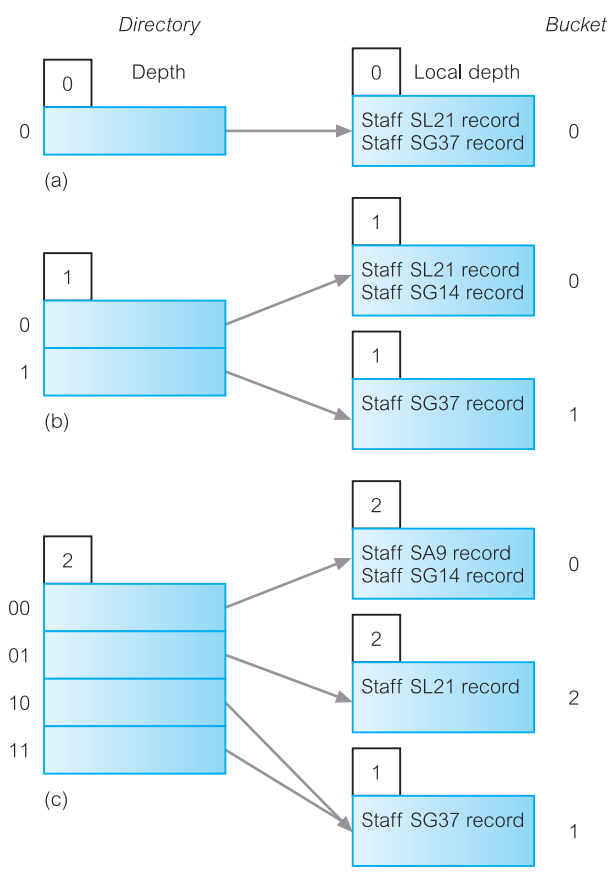 Directory
Bucket
0
Depth
0
Local depth
0
Staff SL21 record
Staff SG37 record
0
(a)
1
1
0
1
Staff SL21 record
Staff SG14 record
0
1
Staff SG37 record
1
(b)
2
2
00
01
10
11
Staff SA9 record
Staff SG14 record
0
2
Staff SL21 record
2
1
Staff SG37 record
1
(c)